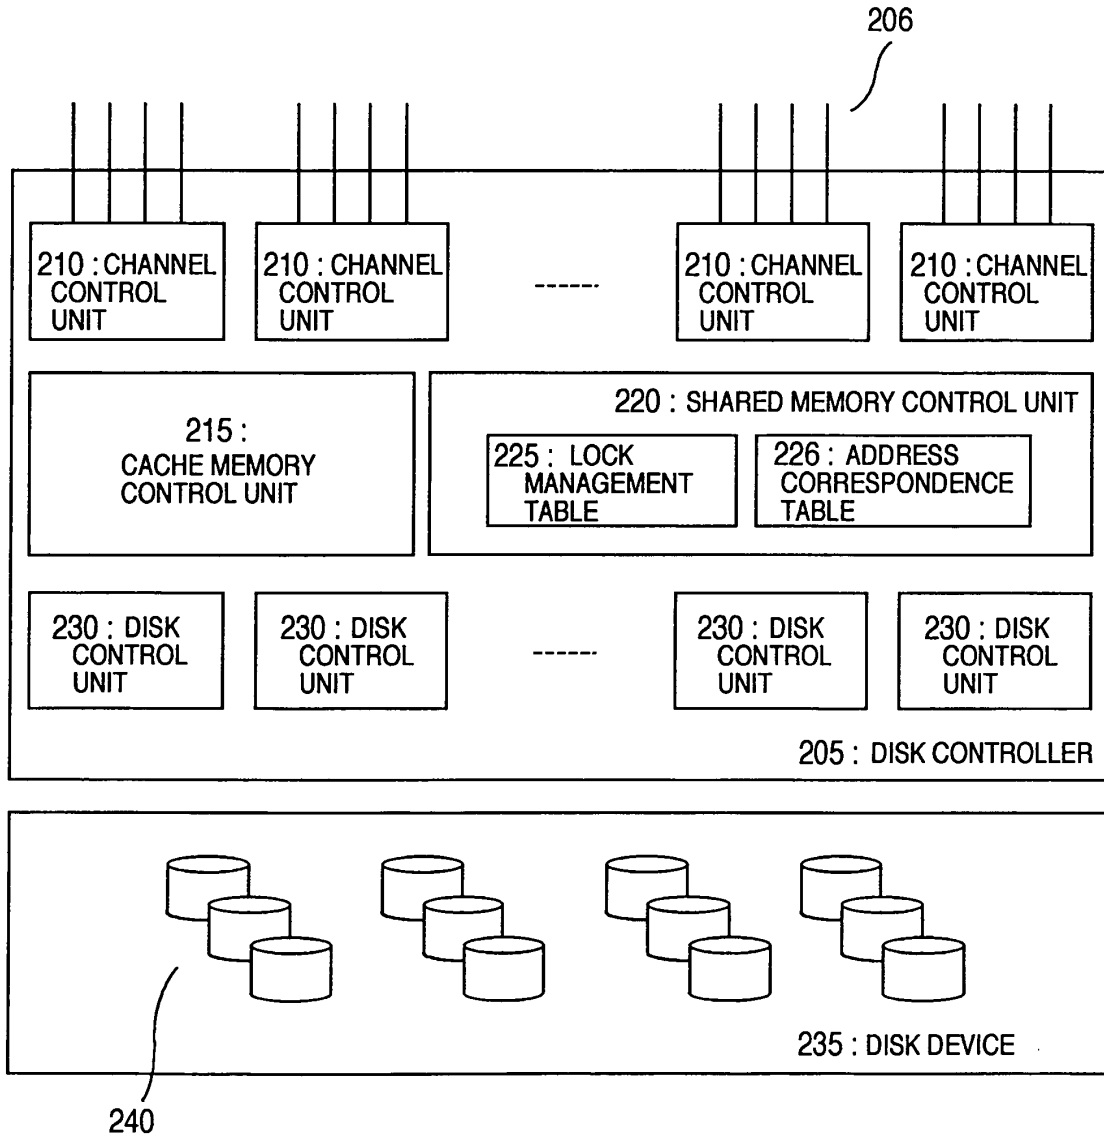 206
210 : CHANNEL
CONTROL
UNIT
210 : CHANNEL
CONTROL
UNIT
210 : CHANNEL
CONTROL
UNIT
210 : CHANNEL
CONTROL
UNIT
215 :
CACHE MEMORY
CONTROL UNIT
220 : SHARED MEMORY CONTROL UNIT
225 : LOCK
MANAGEMENT
TABLE
226 : ADDRESS
CORRESPONDENCE
TABLE
230 : DISK
CONTROL
UNIT
230 : DISK
CONTROL
UNIT
230 : DISK
CONTROL
UNIT
230 : DISK
CONTROL
UNIT
205 : DISK CONTROLLER
235 : DISK DEVICE
240